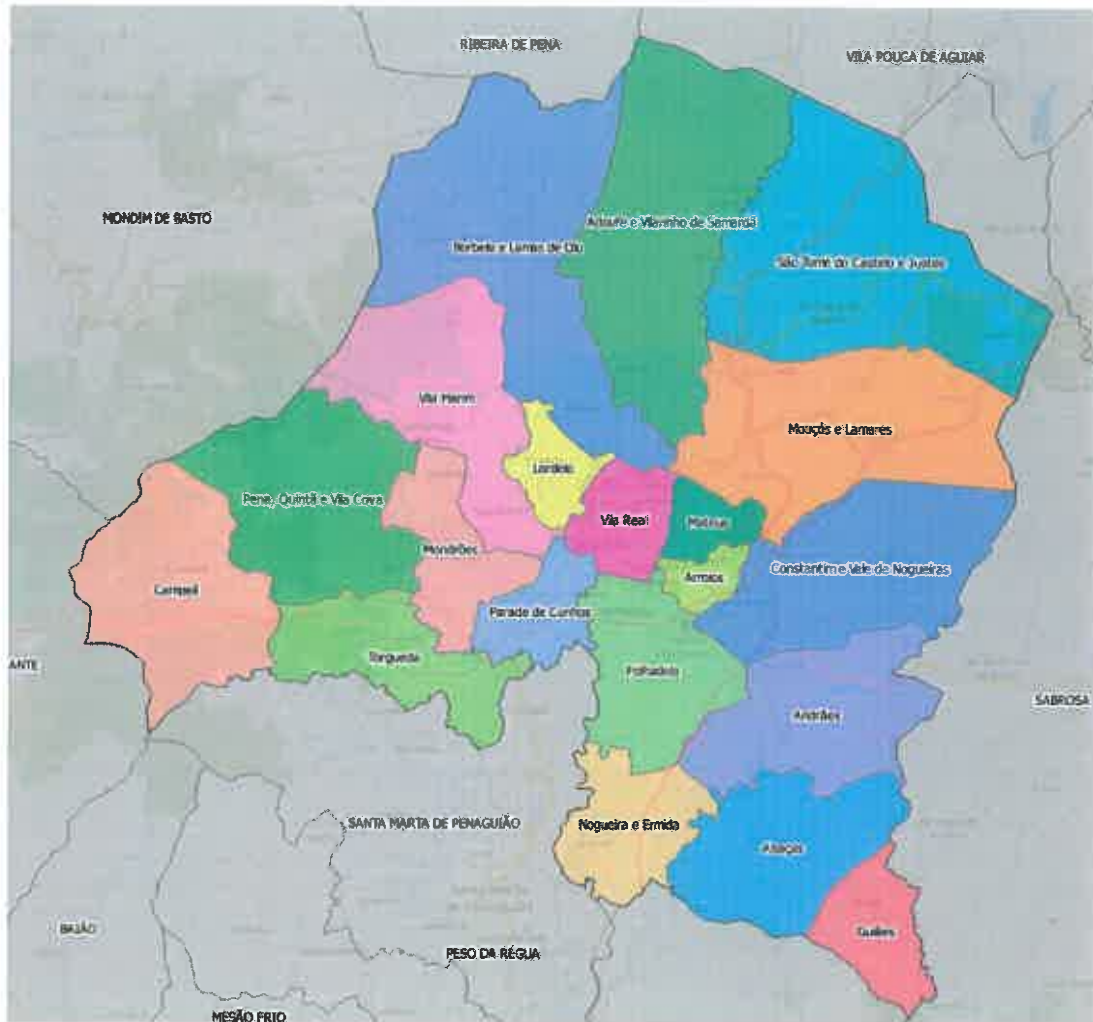 RIBEIRA DE PENA
VILA POUCA DE AGUIAR
MONDIM DE BASTO
Adoufe e Vilarinho de Samardã
Borbela e Lamas de Olo
São Tomé do Castelo e Justes
Vila Marim
Mouçós e Lamares
Lordelo
Pena, Quintã e Vila Cova
Vila Real
Mateus
Mondrões
Constantim e Vale de Nogueiras
Arroios
Campeã
Parada de Cunhos
Torgueda
ANTE
Folhadela
SABROSA
Andrães
SANTA MARTA DE PENAGUIÃO
Nogueira e Ermida
Abaças
BAIÃO
Guiães
PESO DA RÉGUA
MESÃO FRIO